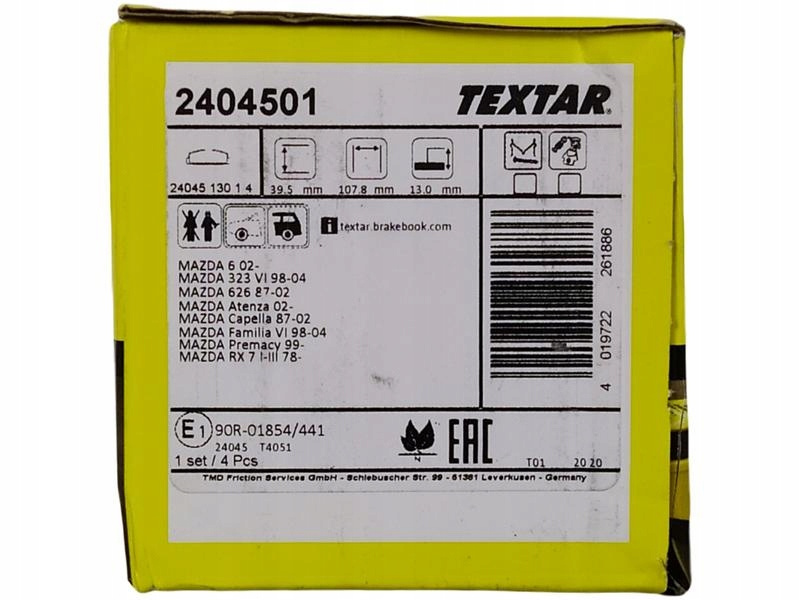 2404501 TEXTAR®
24045 130 1 4 39.5 mm 107.8 mm 13.0 mm
i textar.brakebook.com
MAZDA 6 02-
MAZDA 323 VI 98-04
MAZDA 626 87-02
MAZDA Atenza 02-
MAZDA Capella 87-02
MAZDA Familia VI 98-04
MAZDA Premacy 99-
MAZDA RX 7 I-III 78-
4 019722 261886
E1 90R-01854/441
24045 T4051
1 set / 4 Pcs
N
EAC
T01 2020
TMD Friction Services GmbH - Schlebuscher Str. 99 - 51381 Leverkusen - Germany